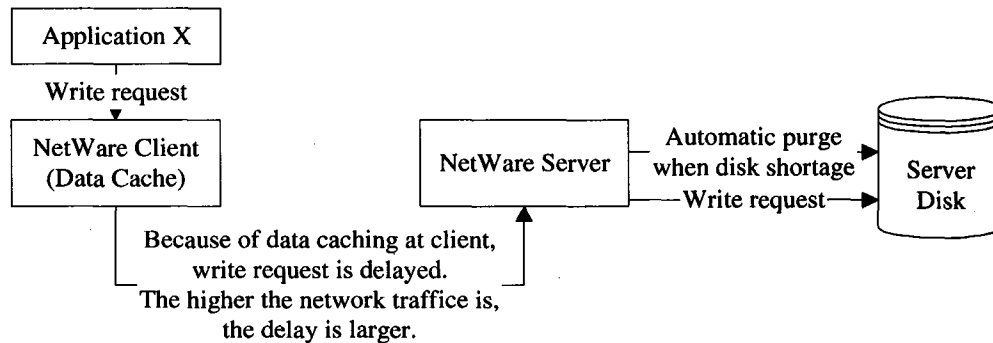 Application X
Write request
NetWare Client
(Data Cache)
NetWare Server
Automatic purge
when disk shortage
Write request
Server
Disk
Because of data caching at client,
write request is delayed.
The higher the network traffice is,
the delay is larger.